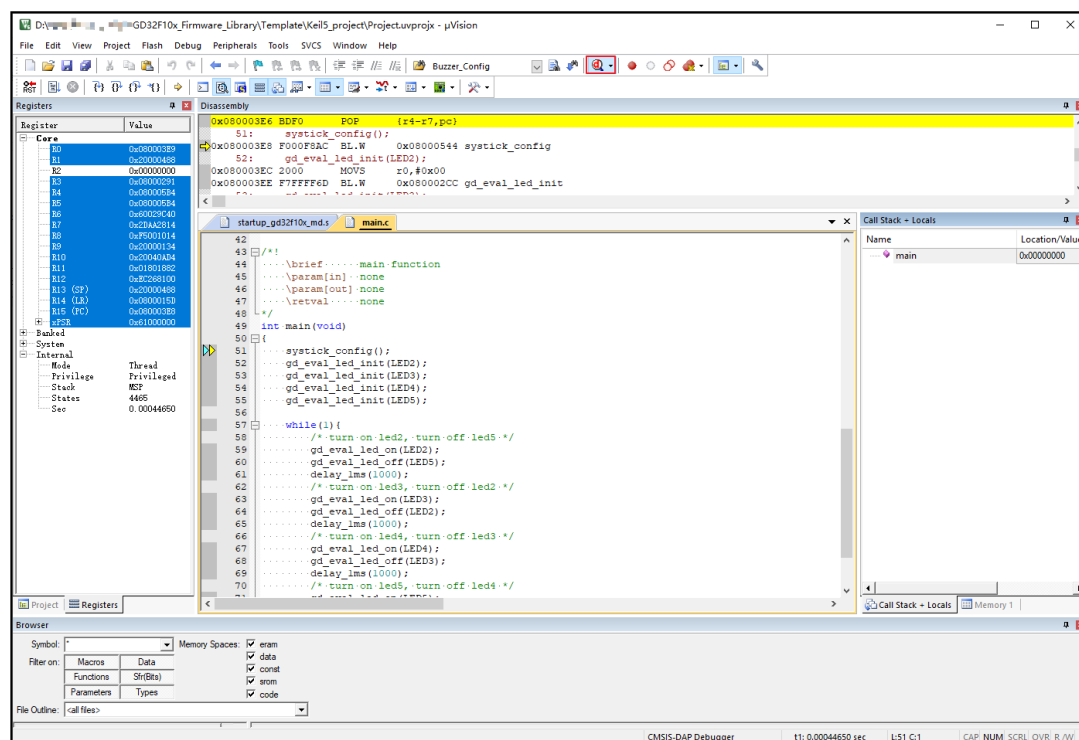 GD32F10x_Firmware_Library\Template\Keil5_project\Project.uvprojx - µVision
File Edit View Project Flash Debug Peripherals Tools SVCS Window Help
Buzzer_Config
Registers
Register Value
Core
R0 0x080003E9
R1 0x20000488
R2 0x00000000
R3 0x08000291
R4 0x080005B4
R5 0x080005B4
R6 0x60029C40
R7 0x2DAA2814
R8 0xF5001014
R9 0x20000134
R10 0x20040AD4
R11 0x01801882
R12 0xEC268100
R13 (SP) 0x20000488
R14 (LR) 0x0800015D
R15 (PC) 0x080003E8
xPSR 0x61000000
Banked
System
Internal
Mode Thread
Privilege Privileged
Stack MSP
States 4465
Sec 0.00044650
Project Registers
Disassembly
0x080003E6 BDF0 POP {r4-r7,pc}
51: systick_config();
0x080003E8 F000F8AC BL.W 0x08000544 systick_config
52: gd_eval_led_init(LED2);
0x080003EC 2000 MOVS r0,#0x00
0x080003EE F7FFFF6D BL.W 0x080002CC gd_eval_led_init
startup_gd32f10x_md.s main.c
42
43 /*!
44 \brief main function
45 \param[in] none
46 \param[out] none
47 \retval none
48 */
49 int main(void)
50 {
51 systick_config();
52 gd_eval_led_init(LED2);
53 gd_eval_led_init(LED3);
54 gd_eval_led_init(LED4);
55 gd_eval_led_init(LED5);
56
57 while(1){
58 /* turn on led2, turn off led5 */
59 gd_eval_led_on(LED2);
60 gd_eval_led_off(LED5);
61 delay_1ms(1000);
62 /* turn on led3, turn off led2 */
63 gd_eval_led_on(LED3);
64 gd_eval_led_off(LED2);
65 delay_1ms(1000);
66 /* turn on led4, turn off led3 */
67 gd_eval_led_on(LED4);
68 gd_eval_led_off(LED3);
69 delay_1ms(1000);
70 /* turn on led5, turn off led4 */
Call Stack + Locals
Name Location/Value
main 0x00000000
Call Stack + Locals Memory 1
Browser
Symbol: * Memory Spaces: eram
data
const
srom
code
Filter on: Macros Data
Functions Sfr(Bits)
Parameters Types
File Outline: <all files>
CMSIS-DAP Debugger t1: 0.00044650 sec L:51 C:1 CAP NUM SCRL OVR R/W